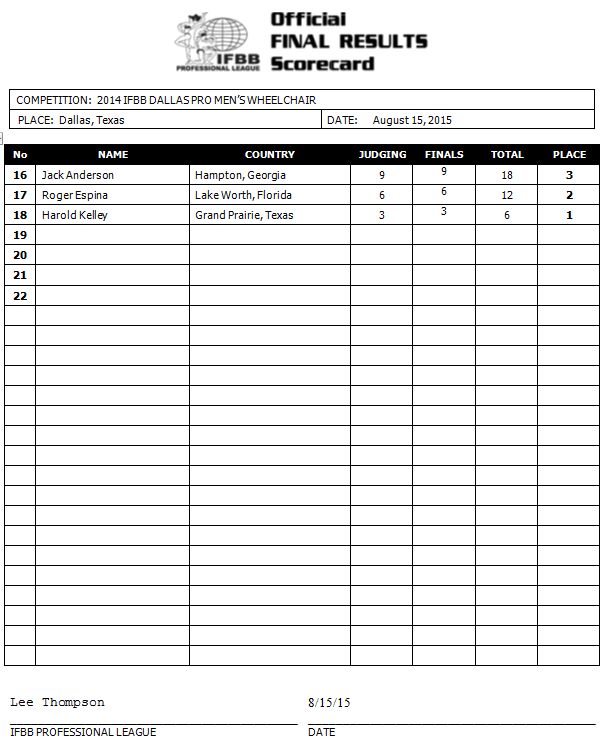 Official
FINAL RESULTS
Scorecard
IFBB
PROFESSIONAL LEAGUE
COMPETITION: 2014 IFBB DALLAS PRO MEN'S WHEELCHAIR
PLACE: Dallas, Texas DATE: August 15, 2015
No NAME COUNTRY JUDGING FINALS TOTAL PLACE
16 Jack Anderson Hampton, Georgia 9 9 18 3
17 Roger Espina Lake Worth, Florida 6 6 12 2
18 Harold Kelley Grand Prairie, Texas 3 3 6 1
19
20
21
22
Lee Thompson 8/15/15
IFBB PROFESSIONAL LEAGUE DATE